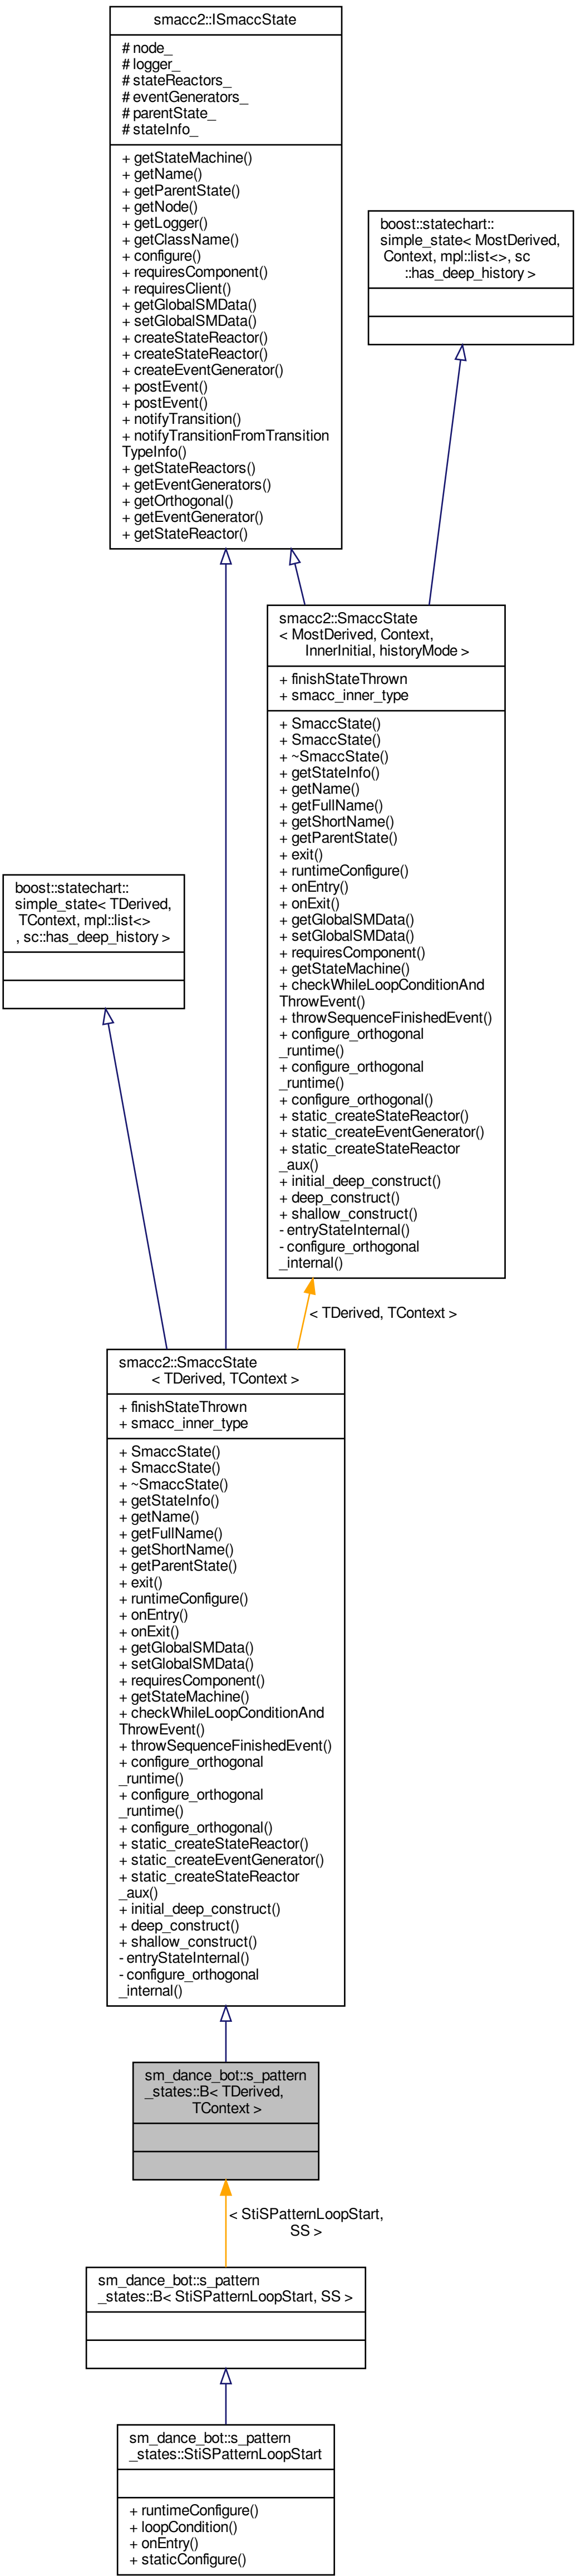 smacc2::ISmaccState
# node_
# logger_
# stateReactors_
# eventGenerators_
# parentState_
# stateInfo_
+ getStateMachine()
+ getName()
+ getParentState()
+ getNode()
+ getLogger()
+ getClassName()
+ configure()
+ requiresComponent()
+ requiresClient()
+ getGlobalSMData()
+ setGlobalSMData()
+ createStateReactor()
+ createStateReactor()
+ createEventGenerator()
+ postEvent()
+ postEvent()
+ notifyTransition()
+ notifyTransitionFromTransition
TypeInfo()
+ getStateReactors()
+ getEventGenerators()
+ getOrthogonal()
+ getEventGenerator()
+ getStateReactor()
boost::statechart::
simple_state< MostDerived,
Context, mpl::list<>, sc
::has_deep_history >
smacc2::SmaccState
< MostDerived, Context,
InnerInitial, historyMode >
+ finishStateThrown
+ smacc_inner_type
+ SmaccState()
+ SmaccState()
+ ~SmaccState()
+ getStateInfo()
+ getName()
+ getFullName()
+ getShortName()
+ getParentState()
+ exit()
+ runtimeConfigure()
+ onEntry()
+ onExit()
+ getGlobalSMData()
+ setGlobalSMData()
+ requiresComponent()
+ getStateMachine()
+ checkWhileLoopConditionAnd
ThrowEvent()
+ throwSequenceFinishedEvent()
+ configure_orthogonal
_runtime()
+ configure_orthogonal
_runtime()
+ configure_orthogonal()
+ static_createStateReactor()
+ static_createEventGenerator()
+ static_createStateReactor
_aux()
+ initial_deep_construct()
+ deep_construct()
+ shallow_construct()
- entryStateInternal()
- configure_orthogonal
_internal()
boost::statechart::
simple_state< TDerived,
TContext, mpl::list<>
, sc::has_deep_history >
< TDerived, TContext >
smacc2::SmaccState
< TDerived, TContext >
+ finishStateThrown
+ smacc_inner_type
+ SmaccState()
+ SmaccState()
+ ~SmaccState()
+ getStateInfo()
+ getName()
+ getFullName()
+ getShortName()
+ getParentState()
+ exit()
+ runtimeConfigure()
+ onEntry()
+ onExit()
+ getGlobalSMData()
+ setGlobalSMData()
+ requiresComponent()
+ getStateMachine()
+ checkWhileLoopConditionAnd
ThrowEvent()
+ throwSequenceFinishedEvent()
+ configure_orthogonal
_runtime()
+ configure_orthogonal
_runtime()
+ configure_orthogonal()
+ static_createStateReactor()
+ static_createEventGenerator()
+ static_createStateReactor
_aux()
+ initial_deep_construct()
+ deep_construct()
+ shallow_construct()
- entryStateInternal()
- configure_orthogonal
_internal()
sm_dance_bot::s_pattern
_states::B< TDerived,
TContext >
< StiSPatternLoopStart,
SS >
sm_dance_bot::s_pattern
_states::B< StiSPatternLoopStart, SS >
sm_dance_bot::s_pattern
_states::StiSPatternLoopStart
+ runtimeConfigure()
+ loopCondition()
+ onEntry()
+ staticConfigure()